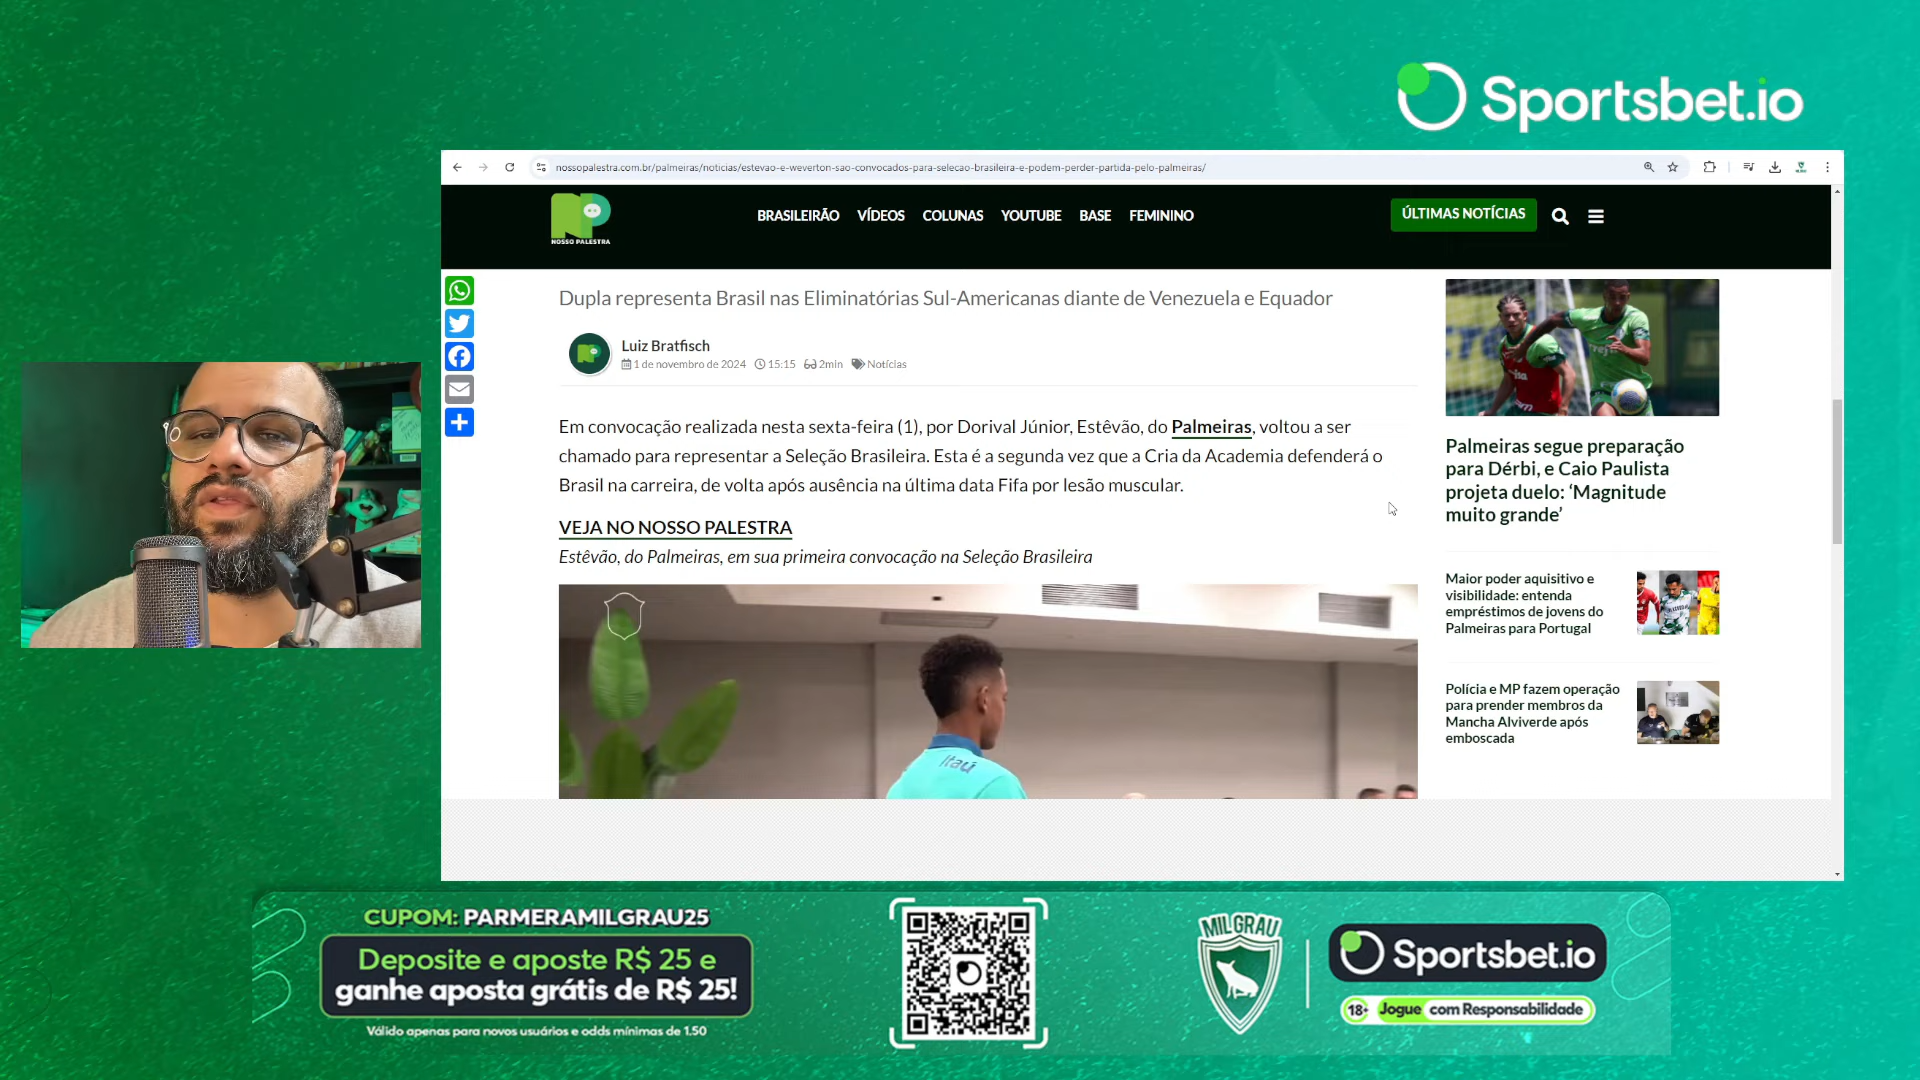 Sportsbet.io
nossopalestra.com.br/palmeiras/noticias/estevao-e-weverton-sao-convocados-para-selecao-brasileira-e-podem-perder-partida-pelo-palmeiras/
NOSSO PALESTRA
BRASILEIRÃO VÍDEOS COLUNAS YOUTUBE BASE FEMININO
ÚLTIMAS NOTÍCIAS
Dupla representa Brasil nas Eliminatórias Sul-Americanas diante de Venezuela e Equador
Luiz Bratfisch
1 de novembro de 2024 15:15 2min Notícias
Em convocação realizada nesta sexta-feira (1), por Dorival Júnior, Estêvão, do Palmeiras, voltou a ser
chamado para representar a Seleção Brasileira. Esta é a segunda vez que a Cria da Academia defenderá o
Brasil na carreira, de volta após ausência na última data Fifa por lesão muscular.
VEJA NO NOSSO PALESTRA
Estêvão, do Palmeiras, em sua primeira convocação na Seleção Brasileira
Itaú
Palmeiras segue preparação
para Dérbi, e Caio Paulista
projeta duelo: ‘Magnitude
muito grande’
Maior poder aquisitivo e
visibilidade: entenda
empréstimos de jovens do
Palmeiras para Portugal
Polícia e MP fazem operação
para prender membros da
Mancha Alviverde após
emboscada
CUPOM: PARMERAMILGRAU25
Deposite e aposte R$ 25 e
ganhe aposta grátis de R$ 25!
Válido apenas para novos usuários e odds mínimas de 1.50
MIL GRAU
Sportsbet.io
18+ Jogue com Responsabilidade